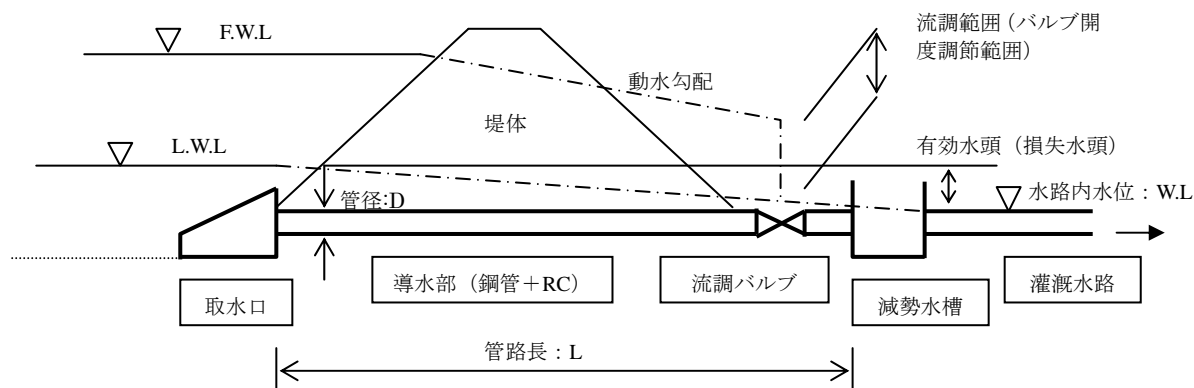 F.W.L
流調範囲（バルブ開
度調節範囲）
動水勾配
堤体
L.W.L
有効水頭（損失水頭）
管径:D
水路内水位：W.L
取水口
導水部（鋼管＋RC）
流調バルブ
減勢水槽
灌漑水路
管路長：L